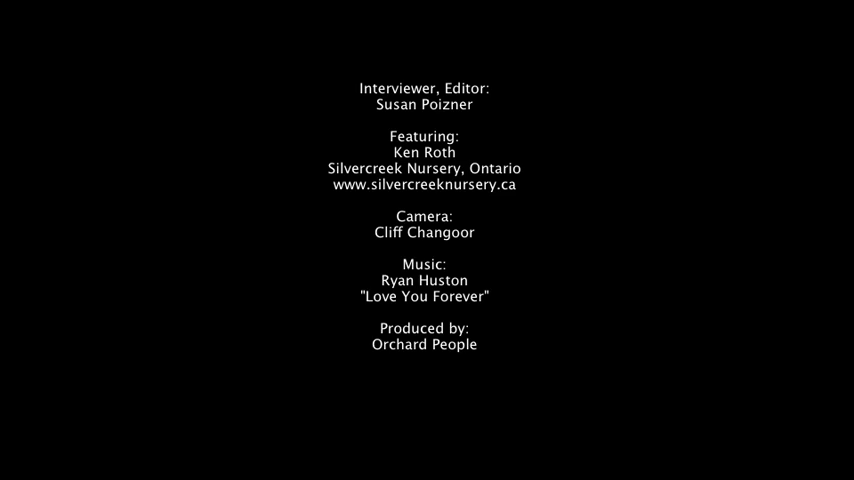 Interviewer, Editor:
Susan Poizner
Featuring:
Ken Roth
Silvercreek Nursery, Ontario
www.silvercreeknursery.ca
Camera:
Cliff Changoor
Music:
Ryan Huston
"Love You Forever"
Produced by:
Orchard People